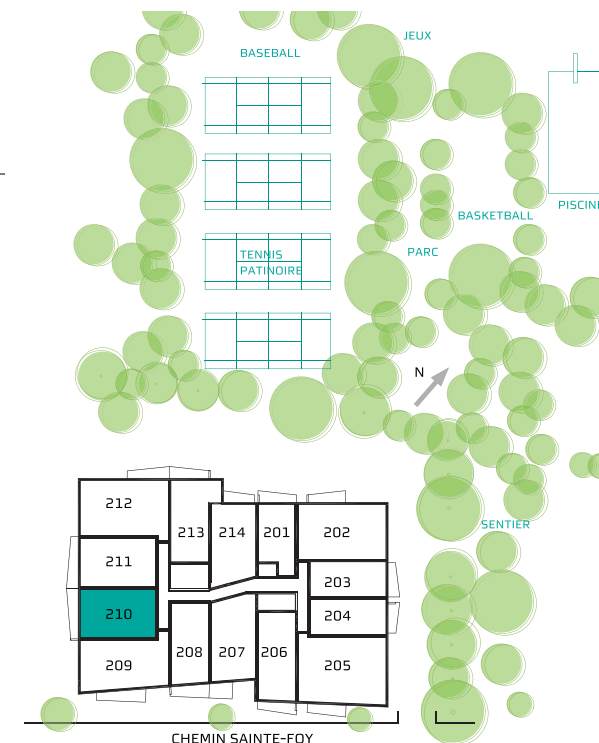 JEUX
BASEBALL
PISCIN
BASKETBALL
PARC
TENNIS
PATINOIRE
N
SENTIER
212
213
214
201
202
211
203
210
204
209
208
207
206
205
CHEMIN SAINTE-FOY